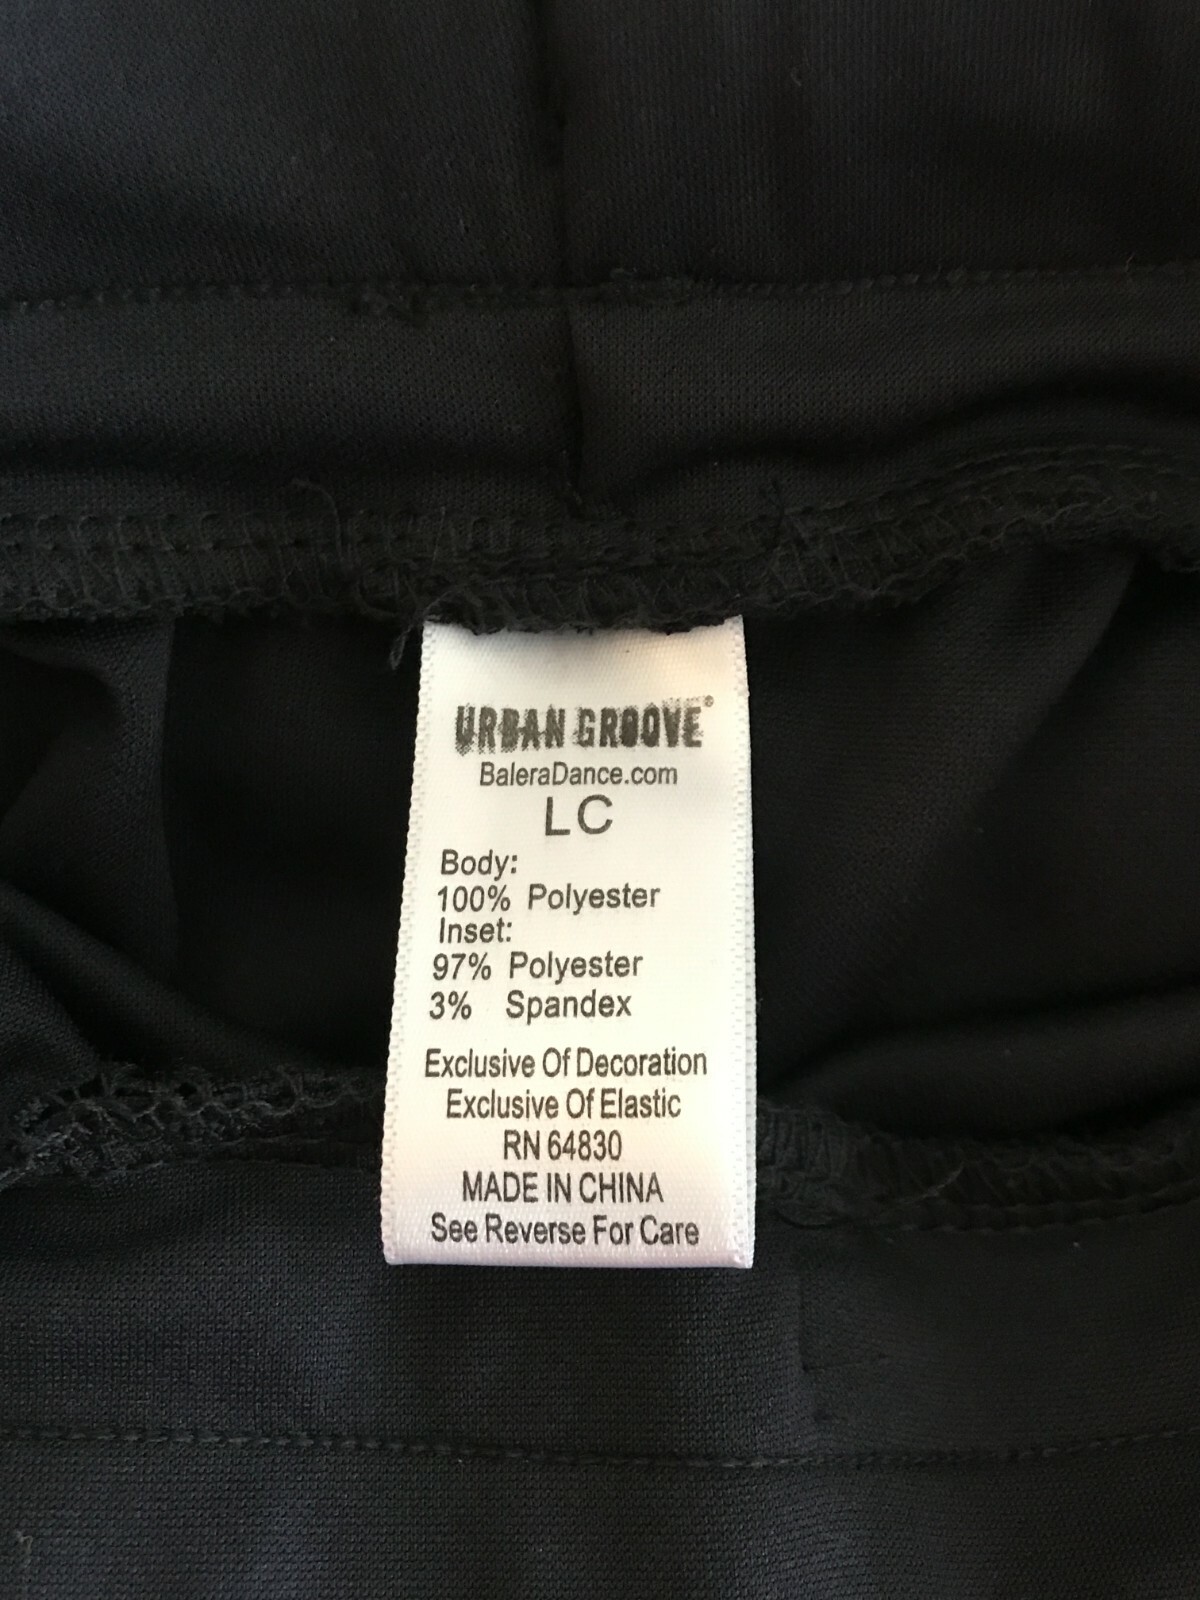 URBAN GROOVE®
BaleraDance.com
LC
Body:
100% Polyester
Inset:
97% Polyester
3% Spandex
Exclusive Of Decoration
Exclusive Of Elastic
RN 64830
MADE IN CHINA
See Reverse For Care